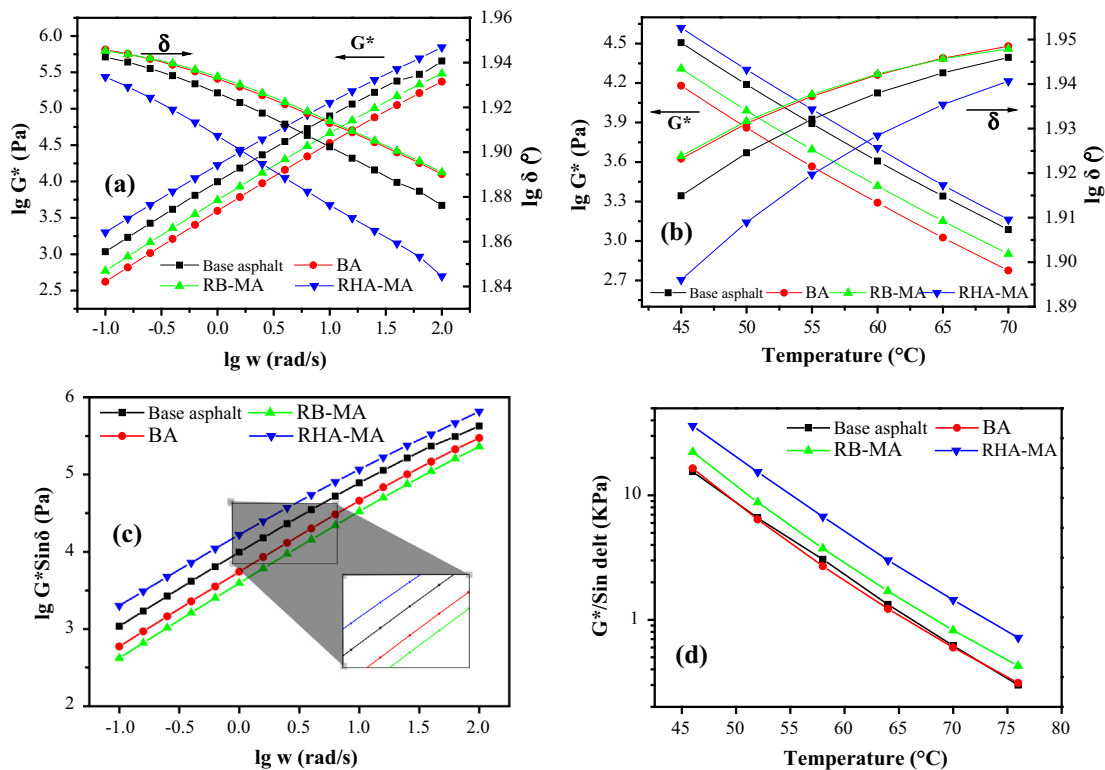 (a)
lg G* (Pa)
6.0
5.5
5.0
4.5
4.0
3.5
3.0
2.5
δ
G*
1.96
1.94
1.92
1.90
1.88
1.86
1.84
lg δ (°)
Base asphalt
BA
RB-MA
RHA-MA
-1.0 -0.5 0.0 0.5 1.0 1.5 2.0
lg w (rad/s)
(b)
lg G* (Pa)
4.5
4.2
3.9
3.6
3.3
3.0
2.7
G*
δ
1.95
1.94
1.93
1.92
1.91
1.90
1.89
lg δ (°)
Base asphalt BA RB-MA RHA-MA
45 50 55 60 65 70
Temperature (°C)
(c)
lg G*Sinδ (Pa)
6
5
4
3
2
Base asphalt RB-MA
BA RHA-MA
-1.0 -0.5 0.0 0.5 1.0 1.5 2.0
lg w (rad/s)
(d)
G*/Sin delt (KPa)
10
1
Base asphalt BA
RB-MA RHA-MA
45 50 55 60 65 70 75 80
Temperature (°C)